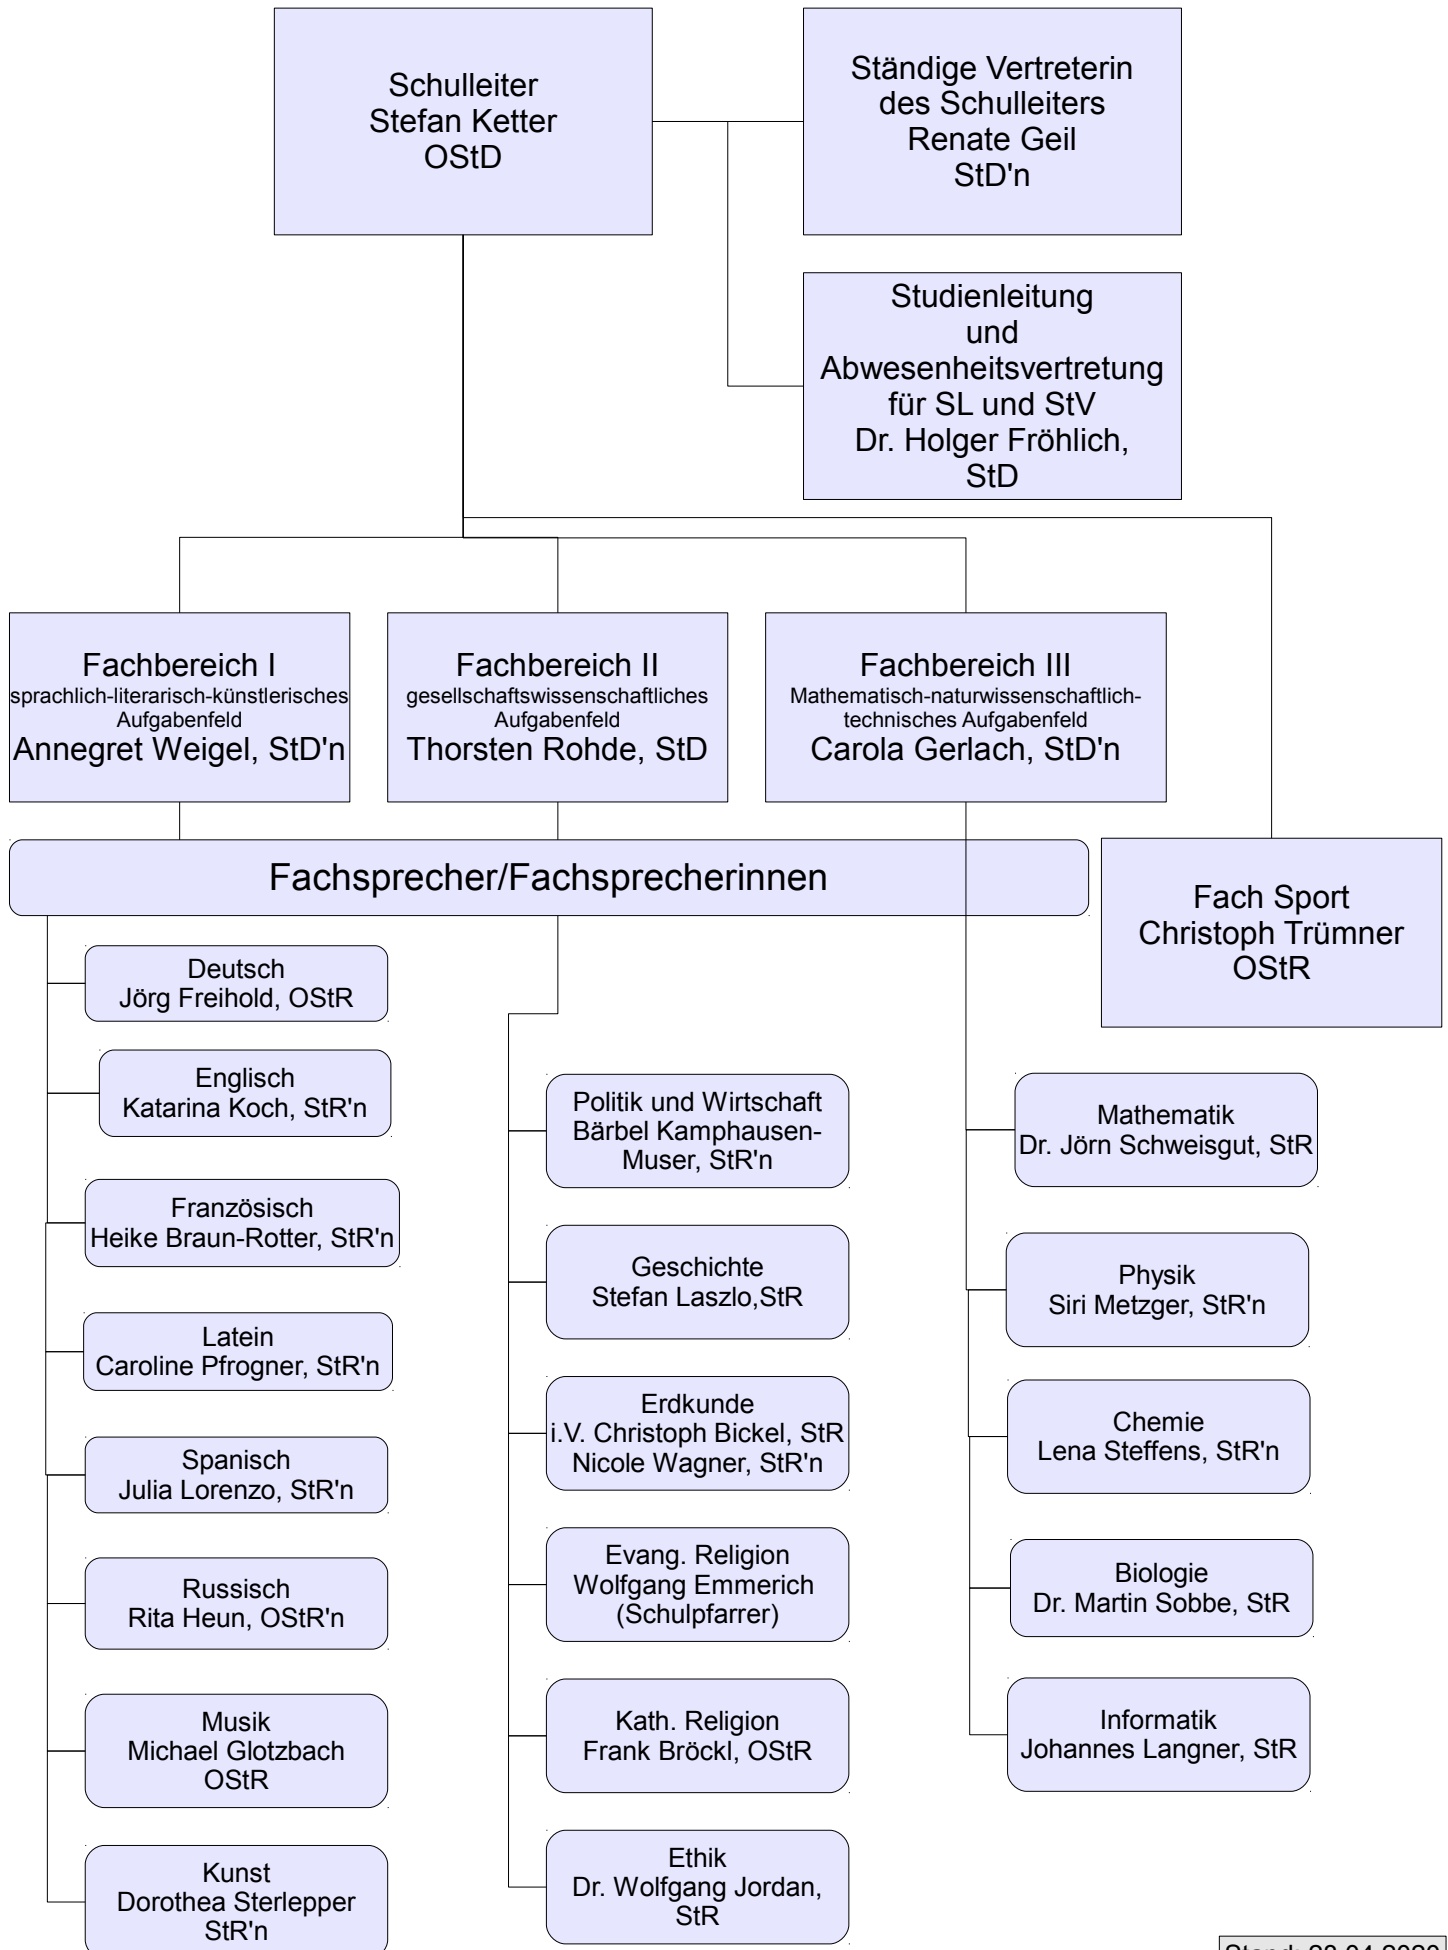 Schulleiter
Stefan Ketter
OStD
Ständige Vertreterin
des Schulleiters
Renate Geil
StD'n
Studienleitung
und
Abwesenheitsvertretung
für SL und StV
Dr. Holger Fröhlich,
StD
Fachbereich I
sprachlich-literarisch-künstlerisches
Aufgabenfeld
Annegret Weigel, StD'n
Fachbereich II
gesellschaftswissenschaftliches
Aufgabenfeld
Thorsten Rohde, StD
Fachbereich III
Mathematisch-naturwissenschaftlich-
technisches Aufgabenfeld
Carola Gerlach, StD'n
Fachsprecher/Fachsprecherinnen
Fach Sport
Christoph Trümner
OStR
Deutsch
Jörg Freihold, OStR
Englisch
Katarina Koch, StR'n
Französisch
Heike Braun-Rotter, StR'n
Latein
Caroline Pfrogner, StR'n
Spanisch
Julia Lorenzo, StR'n
Russisch
Rita Heun, OStR'n
Musik
Michael Glotzbach
OStR
Kunst
Dorothea Sterlepper
StR'n
Politik und Wirtschaft
Bärbel Kamphausen-
Muser, StR'n
Geschichte
Stefan Laszlo,StR
Erdkunde
i.V. Christoph Bickel, StR
Nicole Wagner, StR'n
Evang. Religion
Wolfgang Emmerich
(Schulpfarrer)
Kath. Religion
Frank Bröckl, OStR
Ethik
Dr. Wolfgang Jordan,
StR
Mathematik
Dr. Jörn Schweisgut, StR
Physik
Siri Metzger, StR'n
Chemie
Lena Steffens, StR'n
Biologie
Dr. Martin Sobbe, StR
Informatik
Johannes Langner, StR
Stand: